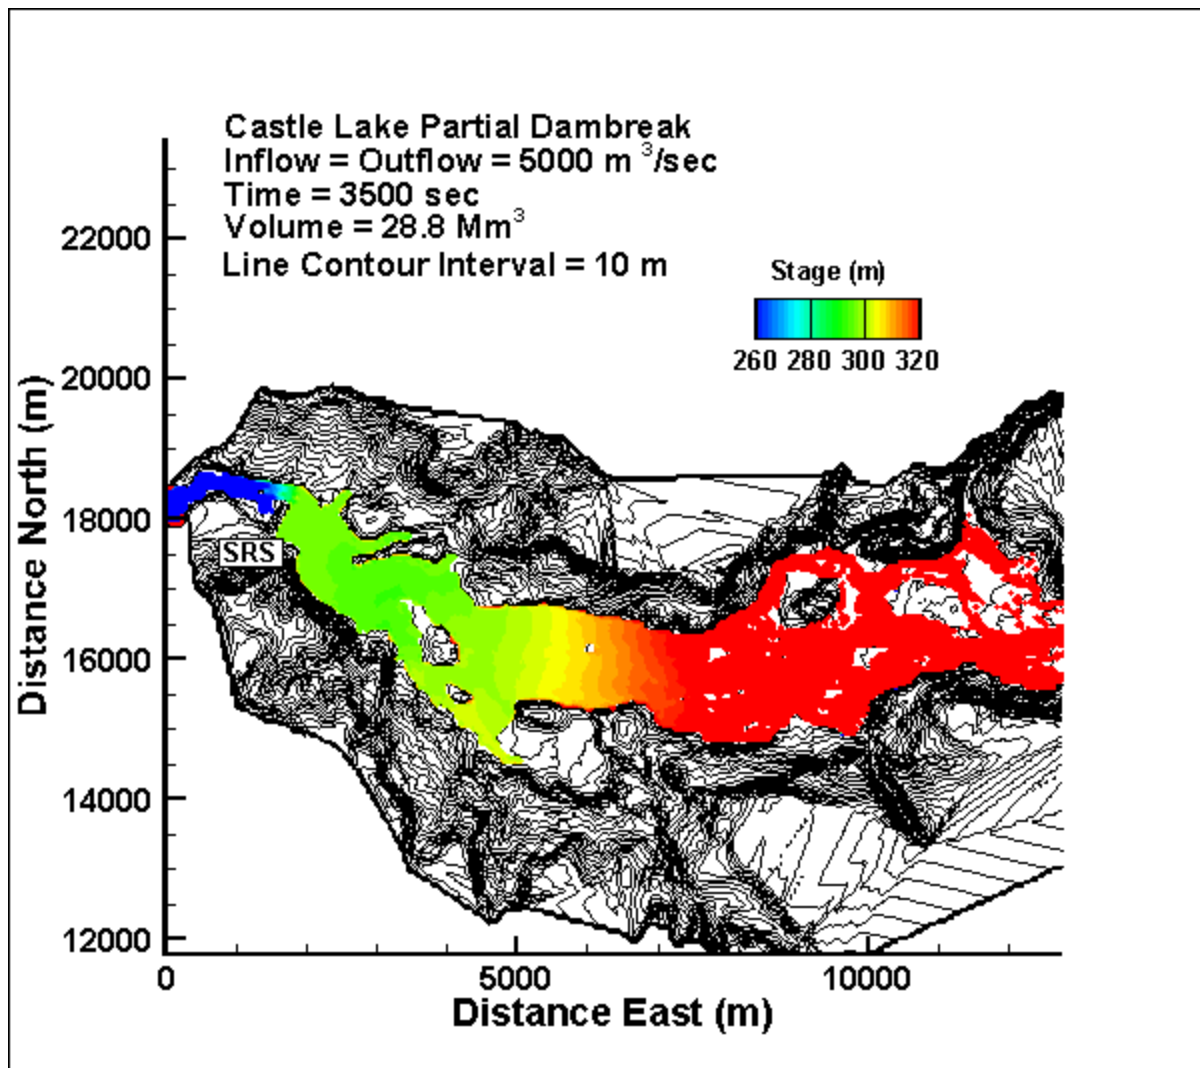 Castle Lake Partial Dambreak
Inflow = Outflow = 5000 m³/sec
Time = 3500 sec
Volume = 28.8 Mm³
Line Contour Interval = 10 m
Stage (m)
260 280 300 320
22000
20000
18000
16000
14000
12000
Distance North (m)
SRS
0 5000 10000
Distance East (m)